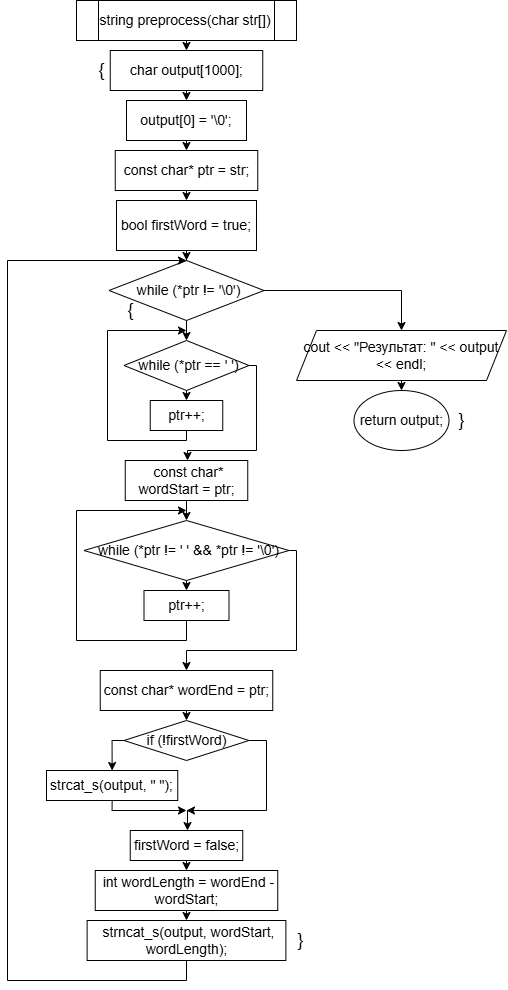 string preprocess(char str[])
{
char output[1000];
output[0] = '\0';
const char* ptr = str;
bool firstWord = true;
while (*ptr != '\0')
{
while (*ptr == ' ')
cout << "Результат: " << output
<< endl;
ptr++;
return output;
}
const char*
wordStart = ptr;
while (*ptr != ' ' && *ptr != '\0')
ptr++;
const char* wordEnd = ptr;
if (!firstWord)
strcat_s(output, " ");
firstWord = false;
int wordLength = wordEnd -
wordStart;
strncat_s(output, wordStart,
wordLength);
}